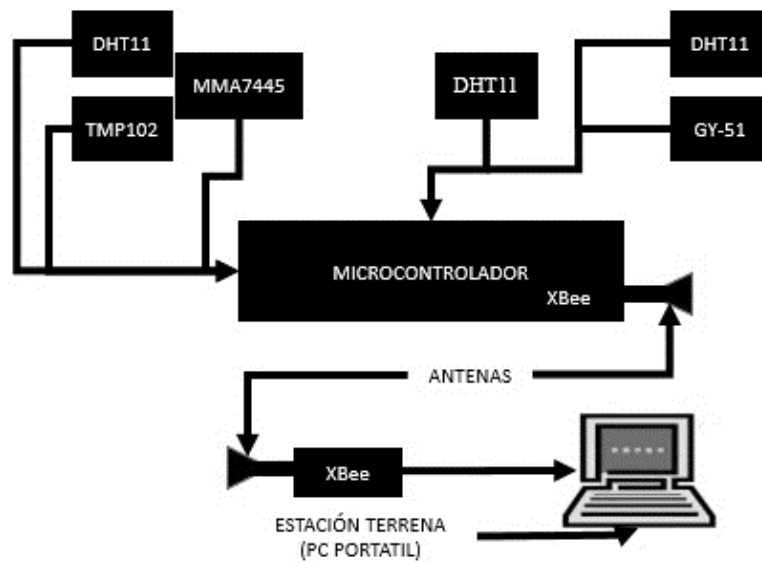 DHT11
MMA7445
TMP102
DHT11
DHT11
GY-51
MICROCONTROLADOR
XBee
ANTENAS
XBee
ESTACIÓN TERRENA
(PC PORTATIL)